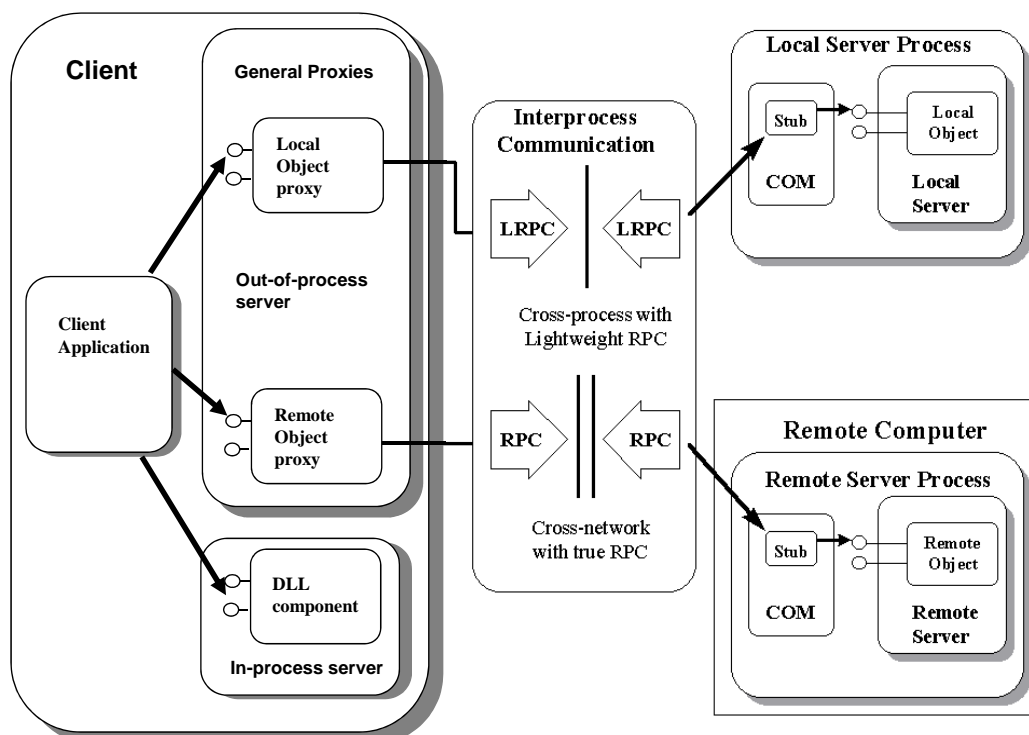 Client
General Proxies
Local
Object
proxy
Out-of-process
server
Client
Application
Remote
Object
proxy
DLL
component
In-process server
Interprocess
Communication
LRPC
LRPC
Cross-process with
Lightweight RPC
RPC
RPC
Cross-network
with true RPC
Local Server Process
Stub
COM
Local
Object
Local
Server
Remote Computer
Remote Server Process
Stub
COM
Remote
Object
Remote
Server